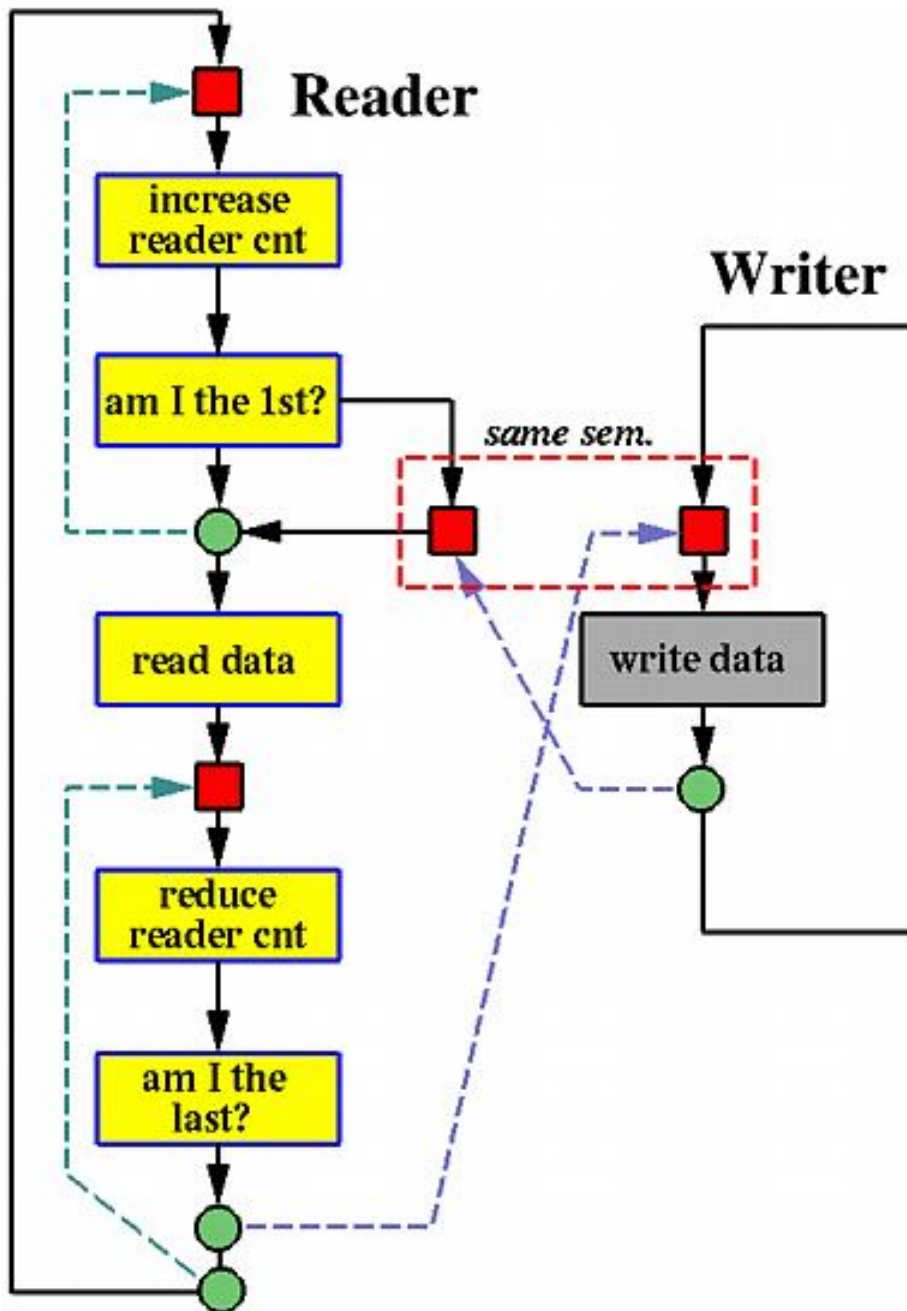 Reader
increase
reader cnt
Writer
am I the 1st?
same sem.
read data
write data
reduce
reader cnt
am I the
last?